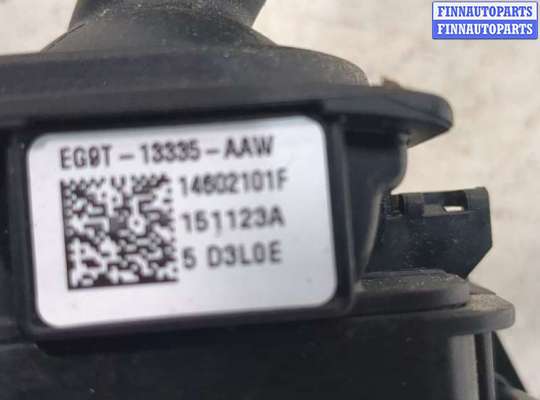 FINNAUTOPARTS
FINNAUTOPARTS
EG9T-13335-AAW
14602101F
151123A
5 D3L0E